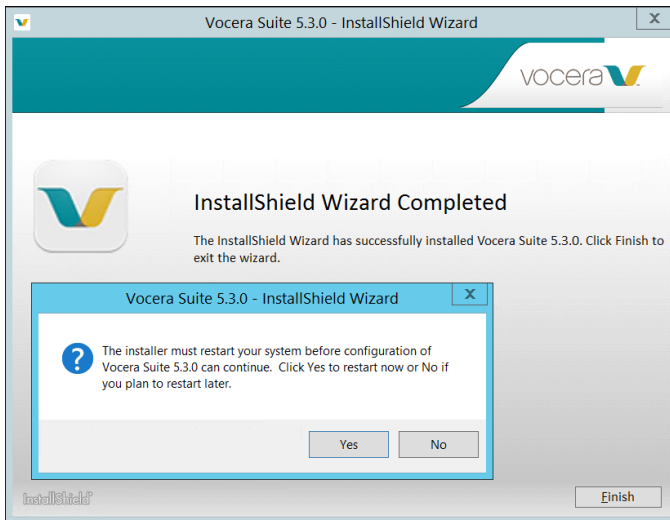 Vocera Suite 5.3.0 - InstallShield Wizard
X
vocera
InstallShield Wizard Completed
The InstallShield Wizard has successfully installed Vocera Suite 5.3.0. Click Finish to
exit the wizard.
Vocera Suite 5.3.0 - InstallShield Wizard
X
?
The installer must restart your system before configuration of
Vocera Suite 5.3.0 can continue. Click Yes to restart now or No if
you plan to restart later.
Yes
No
InstallShield
Finish